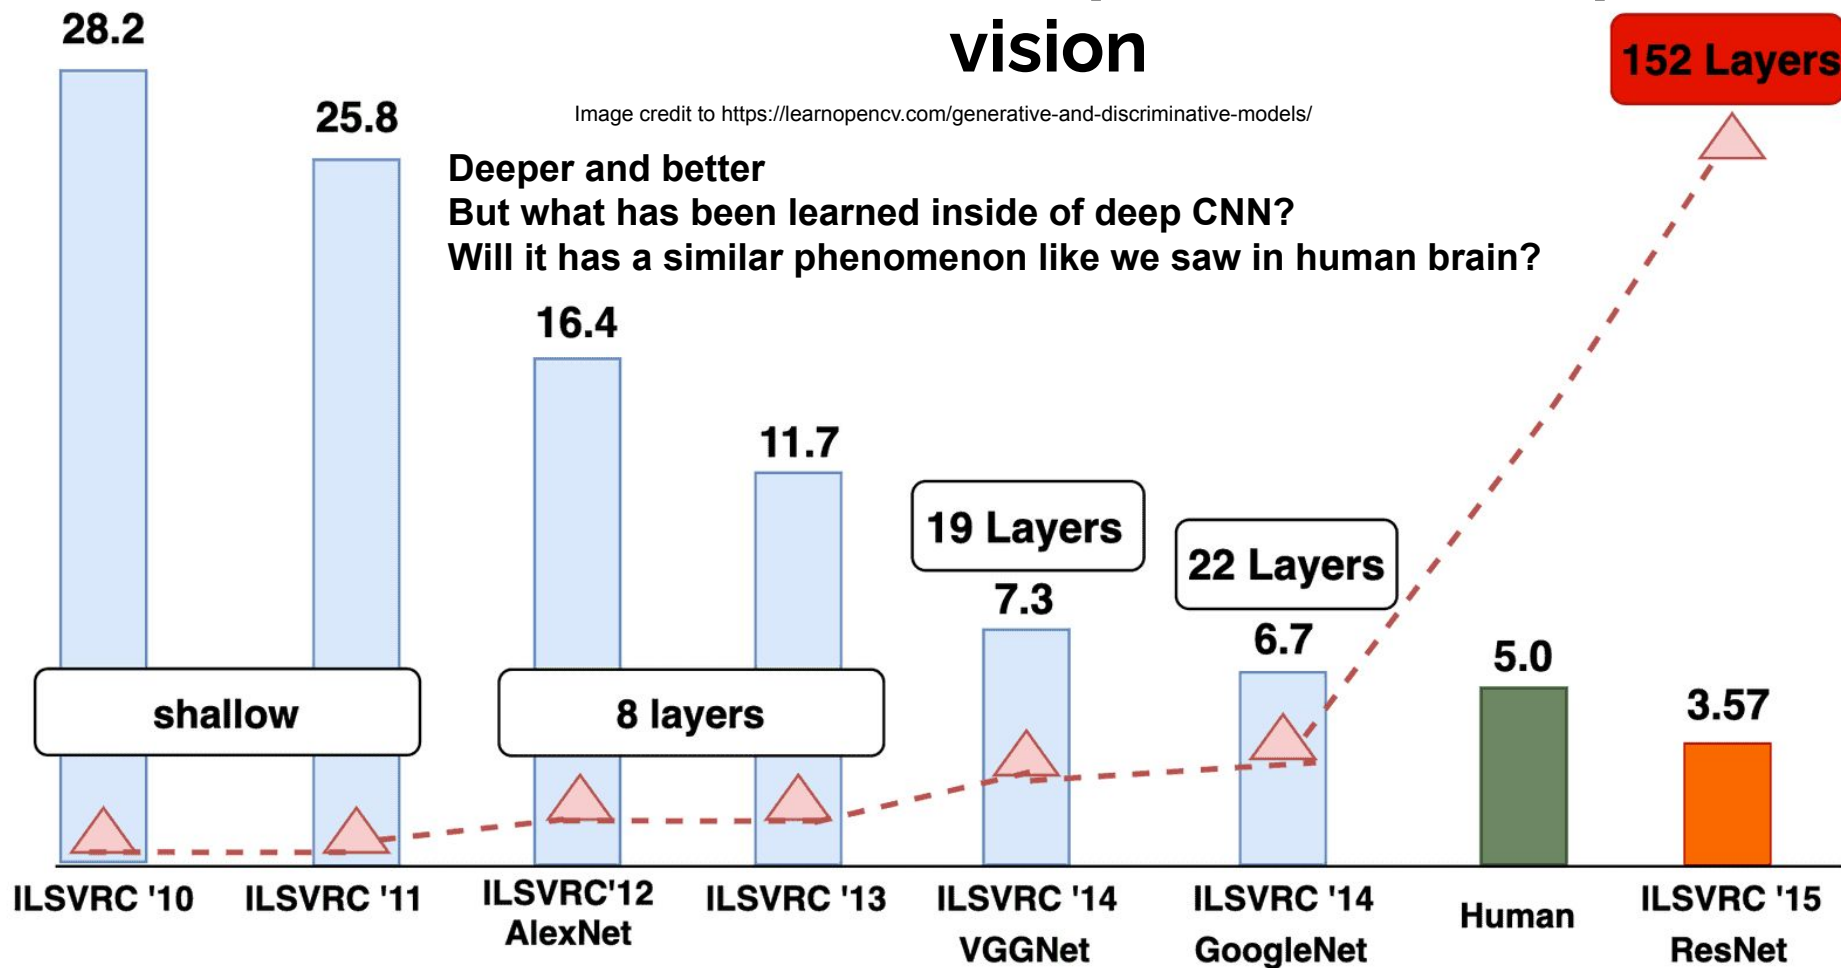 vision
Image credit to https://learnopencv.com/generative-and-discriminative-models/
Deeper and better
But what has been learned inside of deep CNN?
Will it has a similar phenomenon like we saw in human brain?
28.2
25.8
16.4
11.7
19 Layers
7.3
22 Layers
6.7
5.0
152 Layers
3.57
shallow
8 layers
ILSVRC '10
ILSVRC '11
ILSVRC'12
AlexNet
ILSVRC '13
ILSVRC '14
VGGNet
ILSVRC '14
GoogleNet
Human
ILSVRC '15
ResNet